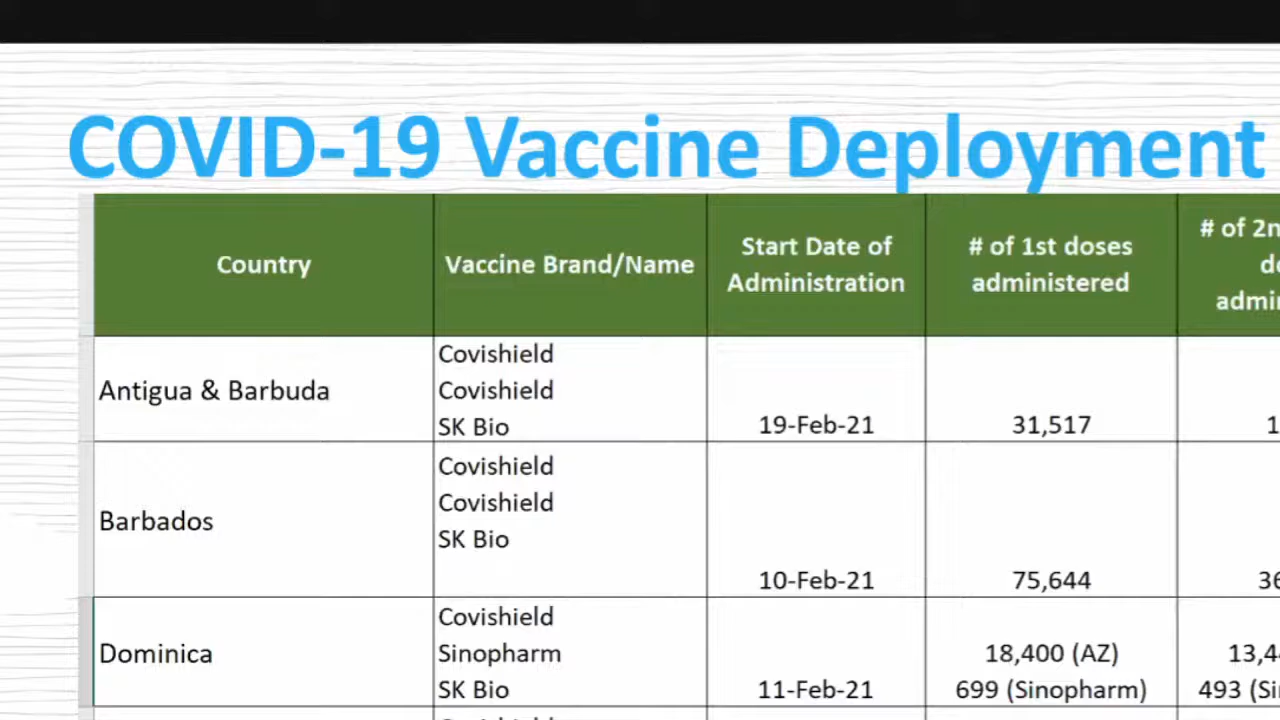 COVID-19 Vaccine Deployment
Country
Vaccine Brand/Name
Start Date of
Administration
# of 1st doses
administered
Antigua & Barbuda
Covishield
Covishield
SK Bio
19-Feb-21
31,517
Barbados
Covishield
Covishield
SK Bio
10-Feb-21
75,644
Dominica
Covishield
Sinopharm
SK Bio
11-Feb-21
18,400 (AZ)
699 (Sinopharm)
493